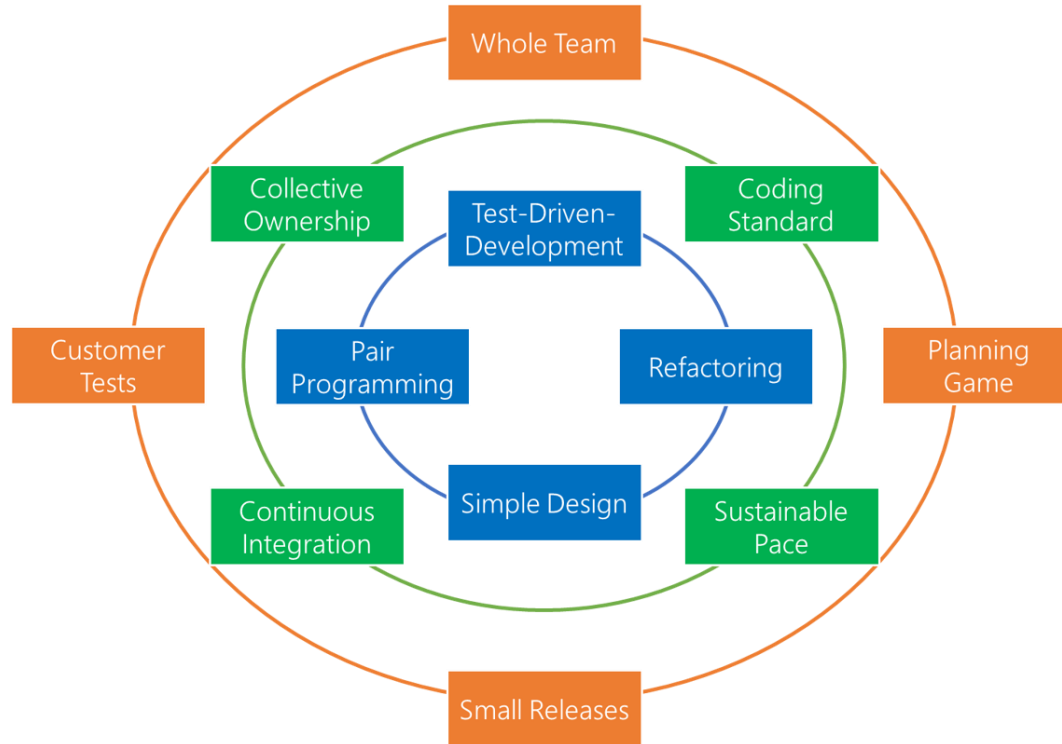 Whole Team
Collective
Ownership
Coding
Standard
Test-Driven-
Development
Customer
Tests
Pair
Programming
Refactoring
Planning
Game
Simple Design
Continuous
Integration
Sustainable
Pace
Small Releases